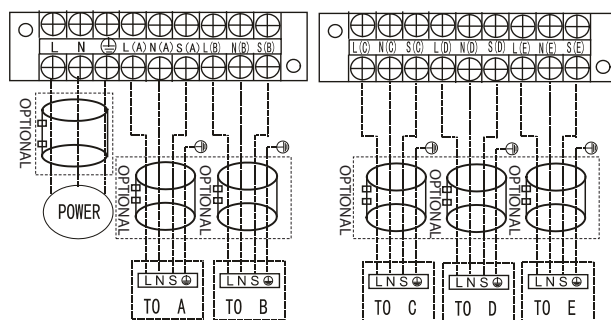 L N ⏚ L(A) N(A) S(A) L(B) N(B) S(B)
L(C) N(C) S(C) L(D) N(D) S(D) L(E) N(E) S(E)
OPTIONAL
POWER
OPTIONAL
OPTIONAL
OPTIONAL
OPTIONAL
OPTIONAL
L N S ⏚
L N S ⏚
L N S ⏚
L N S ⏚
L N S ⏚
TO A
TO B
TO C
TO D
TO E